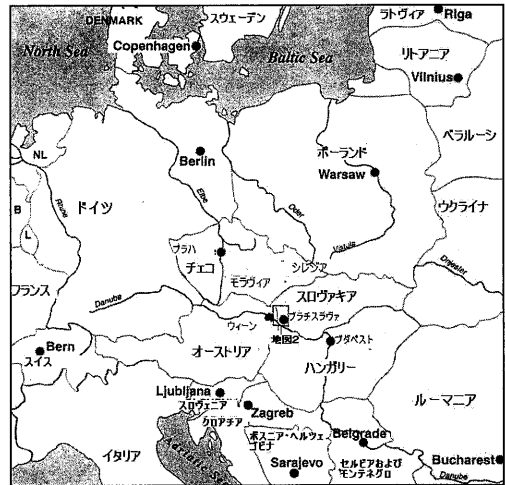 DENMARK
スウェーデン
ラトヴィア
Riga
North Sea
Copenhagen
Baltic Sea
リトアニア
Vilnius
NL
Berlin
ポーランド
Warsaw
ベラルーシ
ドイツ
Rhine
Elbe
Oder
Vistula
ウクライナ
B
L
プラハ
チェコ
モラヴィア
シレジア
Dniester
フランス
Danube
スロヴァキア
ウィーン
ブラチスラヴァ
地図2
ブダペスト
Bern
スイス
オーストリア
ハンガリー
Ljubljana
スロヴェニア
Zagreb
クロアチア
ルーマニア
ボスニア・ヘルツェ
ゴビナ
Belgrade
イタリア
Adriatic Sea
Sarajevo
セルビアおよび
モンテネグロ
Bucharest
Danube